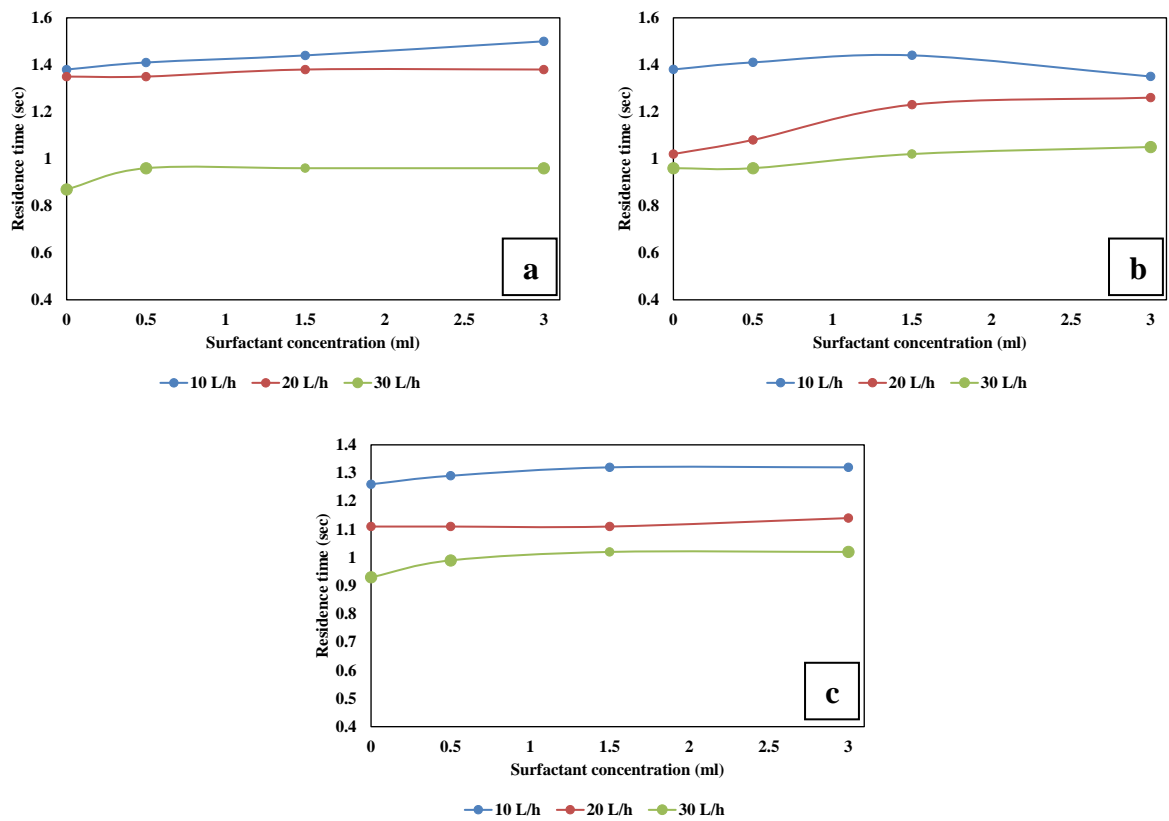 1.6
1.4
1.2
1
0.8
0.6
0.4
Residence time (sec)
0 0.5 1 1.5 2 2.5 3
Surfactant concentration (ml)
10 L/h 20 L/h 30 L/h
a
1.6
1.4
1.2
1
0.8
0.6
0.4
Residence time (sec)
0 0.5 1 1.5 2 2.5 3
Surfactant concentration (ml)
10 L/h 20 L/h 30 L/h
b
1.4
1.3
1.2
1.1
1
0.9
0.8
0.7
0.6
0.5
0.4
Residence time (sec)
0 0.5 1 1.5 2 2.5 3
Surfactant concentration (ml)
10 L/h 20 L/h 30 L/h
c